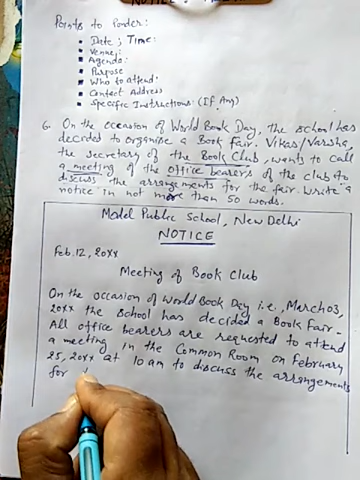 Points to Ponder:
▪ Date ; Time:
▪ Venue;:
▪ Agenda:
▪ Purpose
▪ Who to attend:
▪ Contact Address
▪ Specific Instructions: (If Any)
6. On the occasion of World Book Day, the school has
decided to organise a Book Fair. Vikas/Varsha,
the Secretary of the Book Club, wants to call
a meeting of the office bearers of the club to
discuss the arrangements for the fair. Write a
notice in not more than 50 words.
Model Public School, New Delhi
NOTICE
Feb, 12, 20xx
Meeting of Book Club
On the occasion of World Book Day i.e., March 03,
20xx the School has decided a Book Fair.
All office bearers are requested to attend
a meeting in the Common Room on February
25, 20xx at 10 am to discuss the arrangements
for